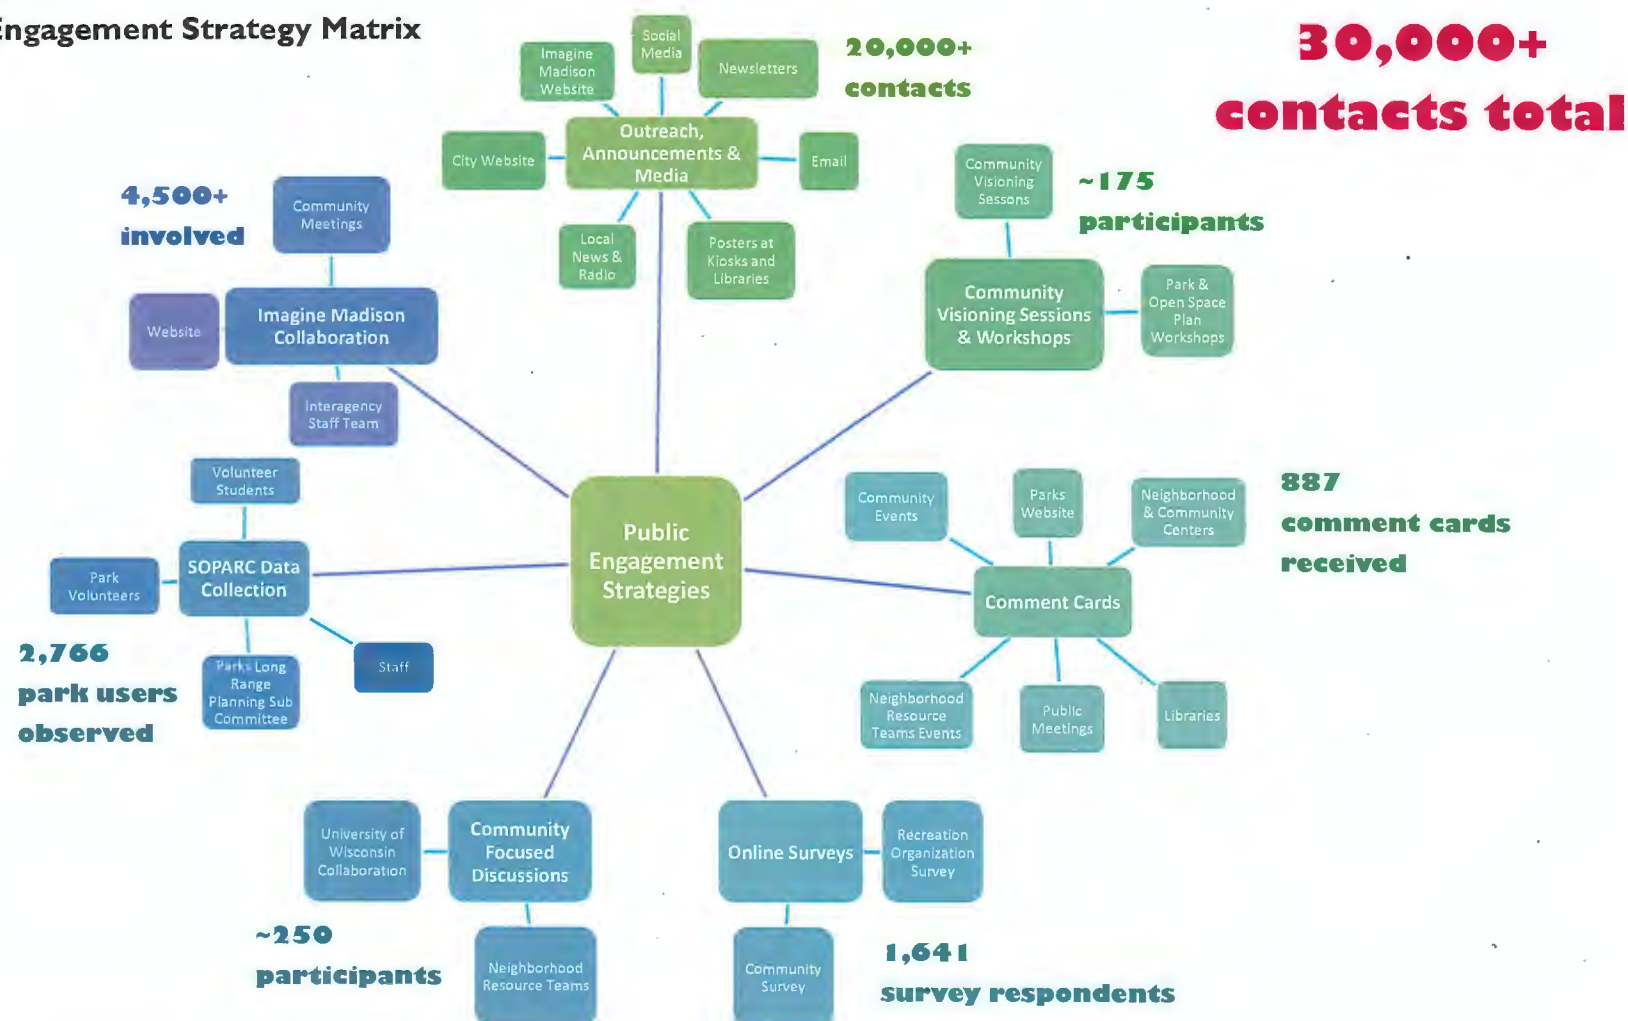 Engagement Strategy Matrix
30,000+
contacts total
20,000+
contacts
Social
Media
Imagine
Madison
Website
Newsletters
City Website
Outreach,
Announcements &
Media
Email
Local
News &
Radio
Posters at
Kiosks and
Libraries
Community
Visioning
Sessons
~175
participants
Community
Visioning Sessions
& Workshops
Park &
Open Space
Plan
Workshops
4,500+
involved
Community
Meetings
Website
Imagine Madison
Collaboration
Interagency
Staff Team
Volunteer
Students
Park
Volunteers
SOPARC Data
Collection
Staff
Parks Long
Range
Planning Sub
Committee
2,766
park users
observed
Public
Engagement
Strategies
Community
Events
Parks
Website
Neighborhood
& Community
Centers
887
comment cards
received
Comment Cards
Neighborhood
Resource
Teams Events
Public
Meetings
Libraries
University of
Wisconsin
Collaboration
Community
Focused
Discussions
~250
participants
Neighborhood
Resource Teams
Online Surveys
Recreation
Organization
Survey
Community
Survey
1,641
survey respondents